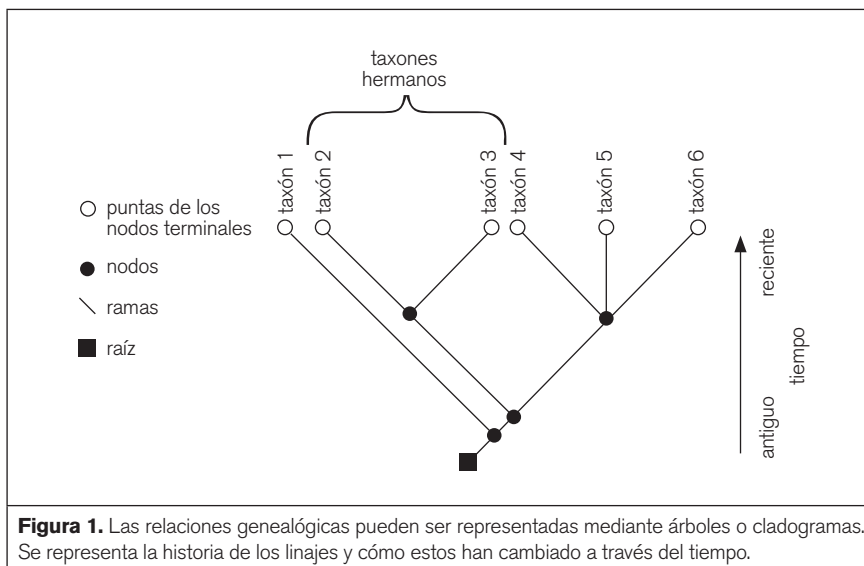 taxones
hermanos
taxón 1
taxón 2
taxón 3
taxón 4
taxón 5
taxón 6
puntas de los
nodos terminales
nodos
ramas
raíz
reciente
tiempo
antiguo
Figura 1. Las relaciones genealógicas pueden ser representadas mediante árboles o cladogramas.
Se representa la historia de los linajes y cómo estos han cambiado a través del tiempo.